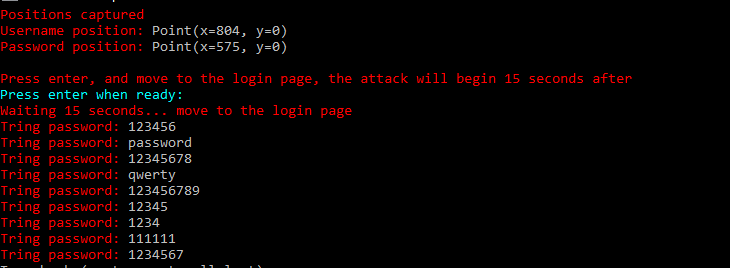 Positions captured
Username position: Point(x=804, y=0)
Password position: Point(x=575, y=0)
Press enter, and move to the login page, the attack will begin 15 seconds after
Press enter when ready:
Waiting 15 seconds... move to the login page
Tring password: 123456
Tring password: password
Tring password: 12345678
Tring password: qwerty
Tring password: 123456789
Tring password: 12345
Tring password: 1234
Tring password: 111111
Tring password: 1234567